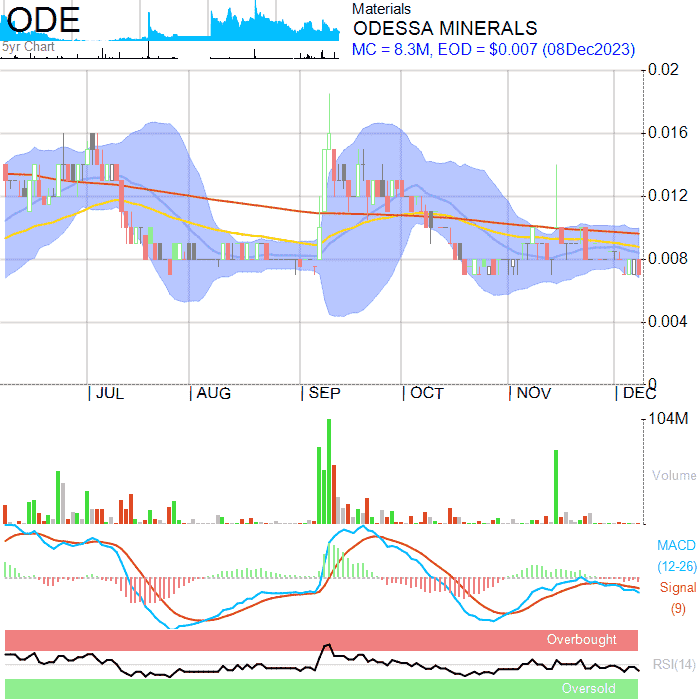 ODE
5yr Chart
Materials
ODESSA MINERALS
MC = 8.3M, EOD = $0.007 (08Dec2023)
0.02
0.016
0.012
0.008
0.004
0
JUL
AUG
SEP
OCT
NOV
DEC
104M
Volume
MACD
(12-26)
Signal
(9)
Overbought
RSI(14)
Oversold